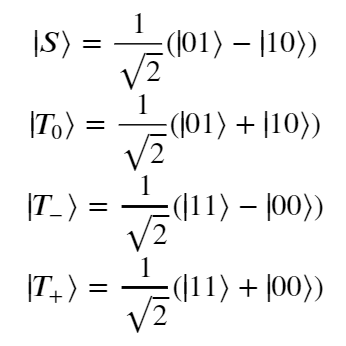 |S⟩ = 1/√2 (|01⟩ − |10⟩)
|T₀⟩ = 1/√2 (|01⟩ + |10⟩)
|T₋⟩ = 1/√2 (|11⟩ − |00⟩)
|T₊⟩ = 1/√2 (|11⟩ + |00⟩)